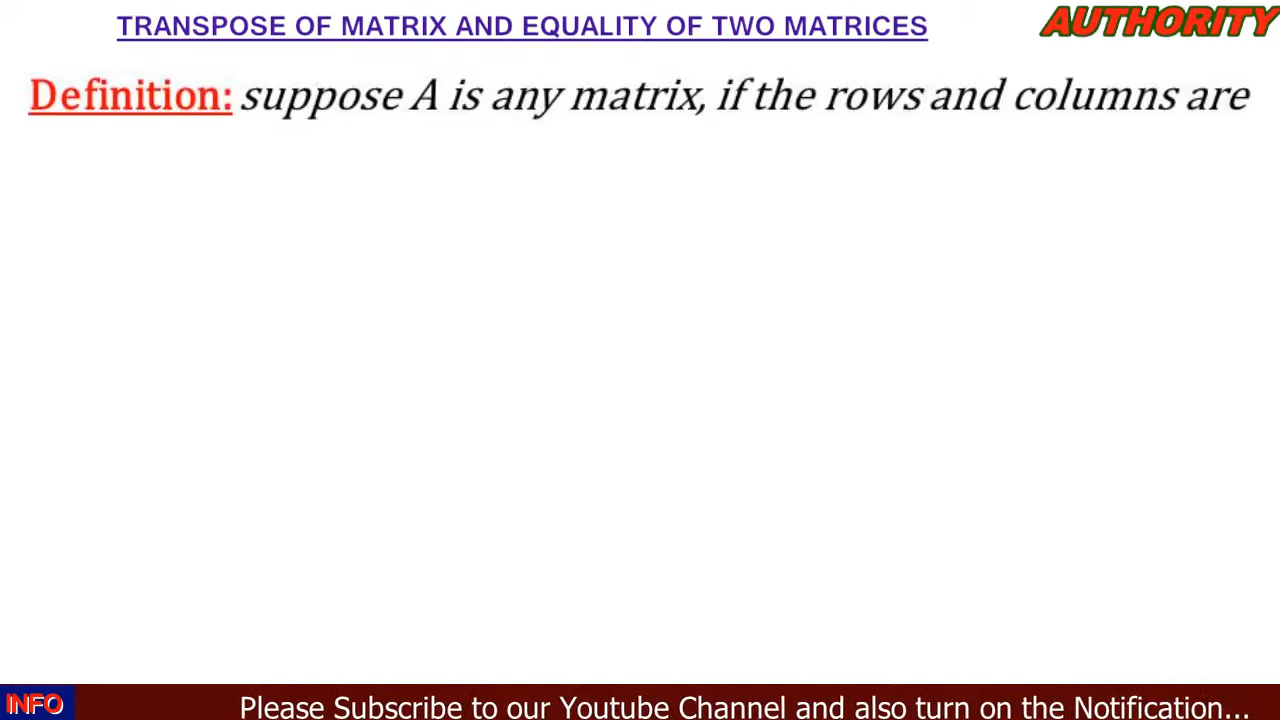 TRANSPOSE OF MATRIX AND EQUALITY OF TWO MATRICES
AUTHORITY
Definition: suppose A is any matrix, if the rows and columns are
INFO
Please Subscribe to our Youtube Channel and also turn on the Notification...